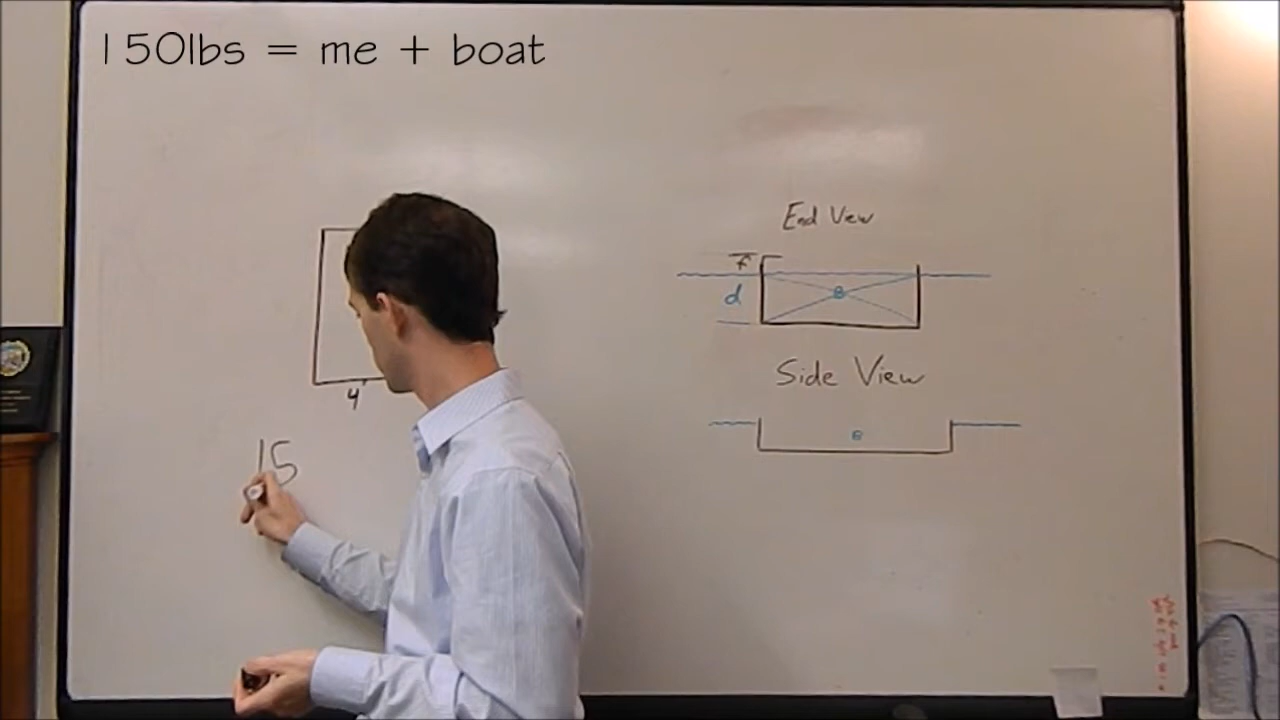 150lbs = me + boat
4'
15
End View
f
d
B
Side View
B